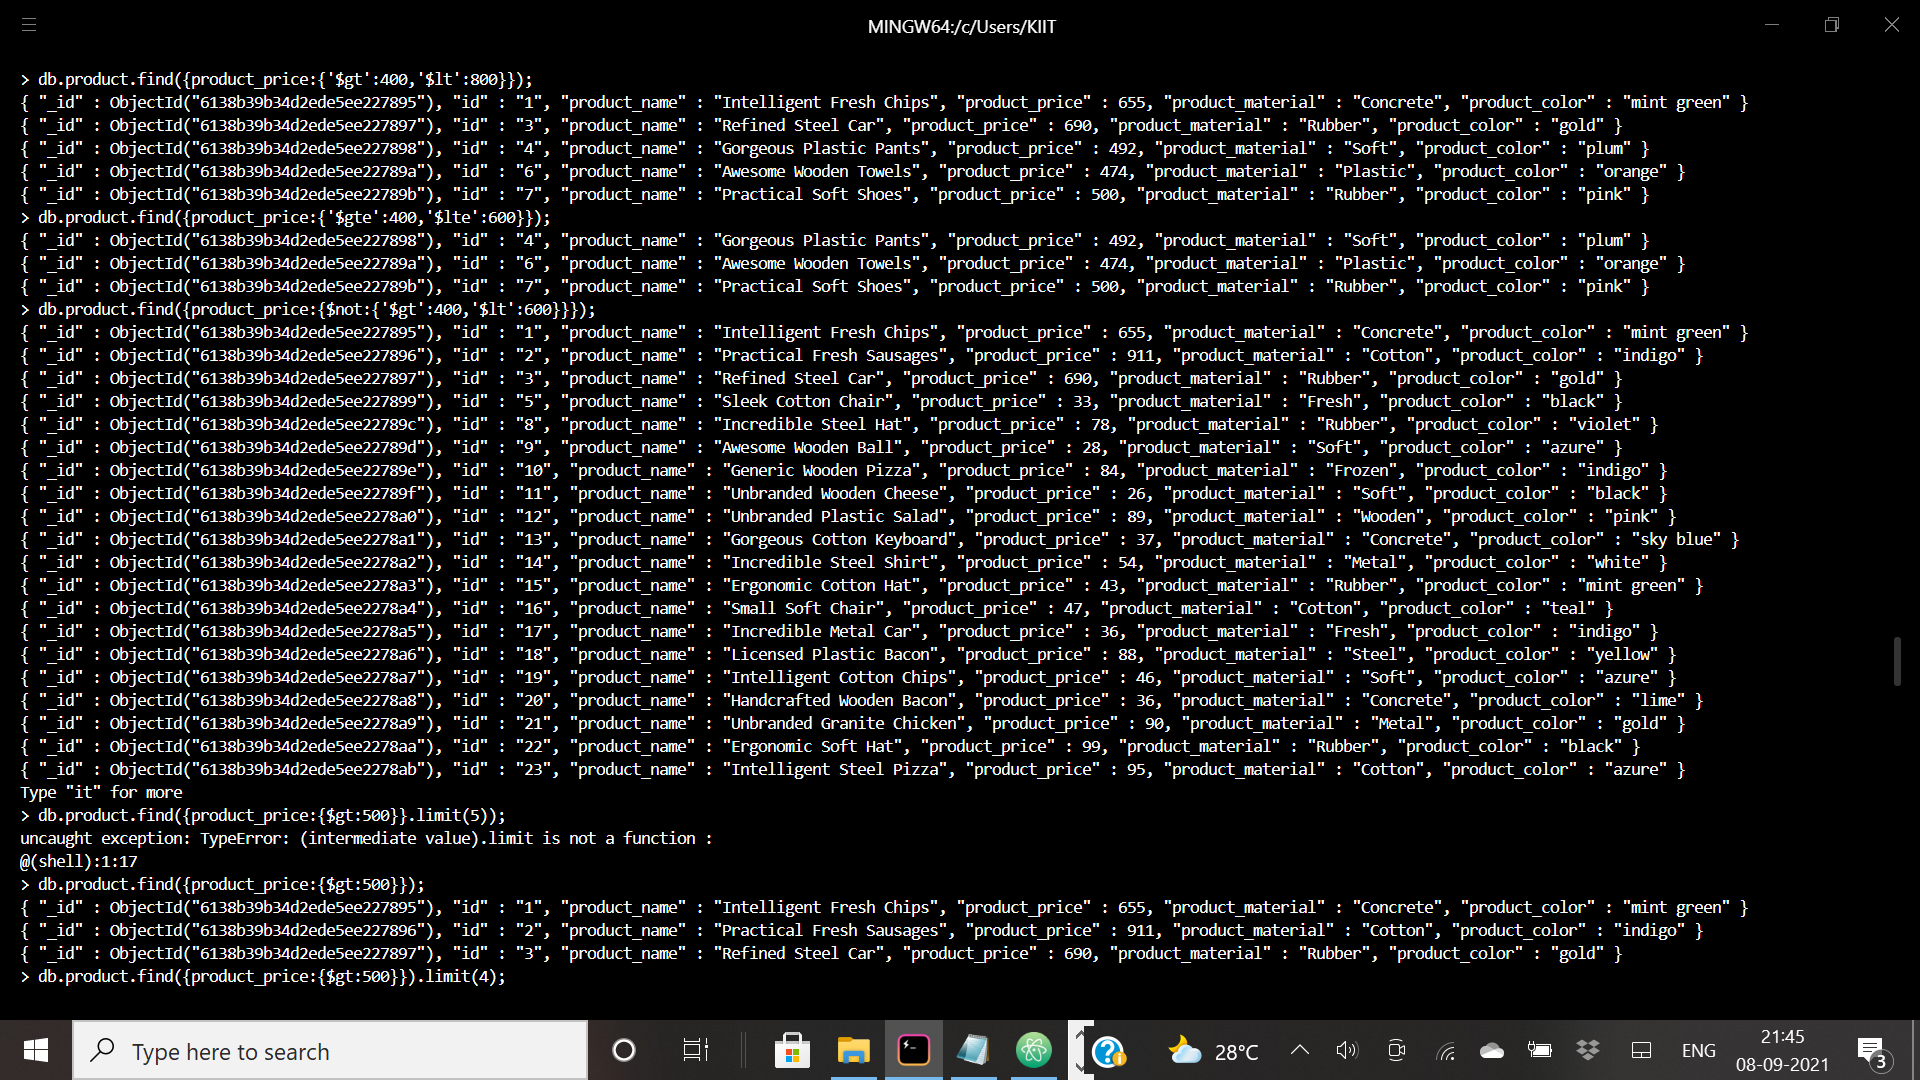 MINGW64:/c/Users/KIIT
> db.product.find({product_price:{'$gt':400,'$lt':800}});
{ "_id" : ObjectId("6138b39b34d2ede5ee227895"), "id" : "1", "product_name" : "Intelligent Fresh Chips", "product_price" : 655, "product_material" : "Concrete", "product_color" : "mint green" }
{ "_id" : ObjectId("6138b39b34d2ede5ee227897"), "id" : "3", "product_name" : "Refined Steel Car", "product_price" : 690, "product_material" : "Rubber", "product_color" : "gold" }
{ "_id" : ObjectId("6138b39b34d2ede5ee227898"), "id" : "4", "product_name" : "Gorgeous Plastic Pants", "product_price" : 492, "product_material" : "Soft", "product_color" : "plum" }
{ "_id" : ObjectId("6138b39b34d2ede5ee22789a"), "id" : "6", "product_name" : "Awesome Wooden Towels", "product_price" : 474, "product_material" : "Plastic", "product_color" : "orange" }
{ "_id" : ObjectId("6138b39b34d2ede5ee22789b"), "id" : "7", "product_name" : "Practical Soft Shoes", "product_price" : 500, "product_material" : "Rubber", "product_color" : "pink" }
> db.product.find({product_price:{'$gte':400,'$lte':600}});
{ "_id" : ObjectId("6138b39b34d2ede5ee227898"), "id" : "4", "product_name" : "Gorgeous Plastic Pants", "product_price" : 492, "product_material" : "Soft", "product_color" : "plum" }
{ "_id" : ObjectId("6138b39b34d2ede5ee22789a"), "id" : "6", "product_name" : "Awesome Wooden Towels", "product_price" : 474, "product_material" : "Plastic", "product_color" : "orange" }
{ "_id" : ObjectId("6138b39b34d2ede5ee22789b"), "id" : "7", "product_name" : "Practical Soft Shoes", "product_price" : 500, "product_material" : "Rubber", "product_color" : "pink" }
> db.product.find({product_price:{$not:{'$gt':400,'$lt':600}}});
{ "_id" : ObjectId("6138b39b34d2ede5ee227895"), "id" : "1", "product_name" : "Intelligent Fresh Chips", "product_price" : 655, "product_material" : "Concrete", "product_color" : "mint green" }
{ "_id" : ObjectId("6138b39b34d2ede5ee227896"), "id" : "2", "product_name" : "Practical Fresh Sausages", "product_price" : 911, "product_material" : "Cotton", "product_color" : "indigo" }
{ "_id" : ObjectId("6138b39b34d2ede5ee227897"), "id" : "3", "product_name" : "Refined Steel Car", "product_price" : 690, "product_material" : "Rubber", "product_color" : "gold" }
{ "_id" : ObjectId("6138b39b34d2ede5ee227899"), "id" : "5", "product_name" : "Sleek Cotton Chair", "product_price" : 33, "product_material" : "Fresh", "product_color" : "black" }
{ "_id" : ObjectId("6138b39b34d2ede5ee22789c"), "id" : "8", "product_name" : "Incredible Steel Hat", "product_price" : 78, "product_material" : "Rubber", "product_color" : "violet" }
{ "_id" : ObjectId("6138b39b34d2ede5ee22789d"), "id" : "9", "product_name" : "Awesome Wooden Ball", "product_price" : 28, "product_material" : "Soft", "product_color" : "azure" }
{ "_id" : ObjectId("6138b39b34d2ede5ee22789e"), "id" : "10", "product_name" : "Generic Wooden Pizza", "product_price" : 84, "product_material" : "Frozen", "product_color" : "indigo" }
{ "_id" : ObjectId("6138b39b34d2ede5ee22789f"), "id" : "11", "product_name" : "Unbranded Wooden Cheese", "product_price" : 26, "product_material" : "Soft", "product_color" : "black" }
{ "_id" : ObjectId("6138b39b34d2ede5ee2278a0"), "id" : "12", "product_name" : "Unbranded Plastic Salad", "product_price" : 89, "product_material" : "Wooden", "product_color" : "pink" }
{ "_id" : ObjectId("6138b39b34d2ede5ee2278a1"), "id" : "13", "product_name" : "Gorgeous Cotton Keyboard", "product_price" : 37, "product_material" : "Concrete", "product_color" : "sky blue" }
{ "_id" : ObjectId("6138b39b34d2ede5ee2278a2"), "id" : "14", "product_name" : "Incredible Steel Shirt", "product_price" : 54, "product_material" : "Metal", "product_color" : "white" }
{ "_id" : ObjectId("6138b39b34d2ede5ee2278a3"), "id" : "15", "product_name" : "Ergonomic Cotton Hat", "product_price" : 43, "product_material" : "Rubber", "product_color" : "mint green" }
{ "_id" : ObjectId("6138b39b34d2ede5ee2278a4"), "id" : "16", "product_name" : "Small Soft Chair", "product_price" : 47, "product_material" : "Cotton", "product_color" : "teal" }
{ "_id" : ObjectId("6138b39b34d2ede5ee2278a5"), "id" : "17", "product_name" : "Incredible Metal Car", "product_price" : 36, "product_material" : "Fresh", "product_color" : "indigo" }
{ "_id" : ObjectId("6138b39b34d2ede5ee2278a6"), "id" : "18", "product_name" : "Licensed Plastic Bacon", "product_price" : 88, "product_material" : "Steel", "product_color" : "yellow" }
{ "_id" : ObjectId("6138b39b34d2ede5ee2278a7"), "id" : "19", "product_name" : "Intelligent Cotton Chips", "product_price" : 46, "product_material" : "Soft", "product_color" : "azure" }
{ "_id" : ObjectId("6138b39b34d2ede5ee2278a8"), "id" : "20", "product_name" : "Handcrafted Wooden Bacon", "product_price" : 36, "product_material" : "Concrete", "product_color" : "lime" }
{ "_id" : ObjectId("6138b39b34d2ede5ee2278a9"), "id" : "21", "product_name" : "Unbranded Granite Chicken", "product_price" : 90, "product_material" : "Metal", "product_color" : "gold" }
{ "_id" : ObjectId("6138b39b34d2ede5ee2278aa"), "id" : "22", "product_name" : "Ergonomic Soft Hat", "product_price" : 99, "product_material" : "Rubber", "product_color" : "black" }
{ "_id" : ObjectId("6138b39b34d2ede5ee2278ab"), "id" : "23", "product_name" : "Intelligent Steel Pizza", "product_price" : 95, "product_material" : "Cotton", "product_color" : "azure" }
Type "it" for more
> db.product.find({product_price:{$gt:500}}.limit(5));
uncaught exception: TypeError: (intermediate value).limit is not a function :
@(shell):1:17
> db.product.find({product_price:{$gt:500}});
{ "_id" : ObjectId("6138b39b34d2ede5ee227895"), "id" : "1", "product_name" : "Intelligent Fresh Chips", "product_price" : 655, "product_material" : "Concrete", "product_color" : "mint green" }
{ "_id" : ObjectId("6138b39b34d2ede5ee227896"), "id" : "2", "product_name" : "Practical Fresh Sausages", "product_price" : 911, "product_material" : "Cotton", "product_color" : "indigo" }
{ "_id" : ObjectId("6138b39b34d2ede5ee227897"), "id" : "3", "product_name" : "Refined Steel Car", "product_price" : 690, "product_material" : "Rubber", "product_color" : "gold" }
> db.product.find({product_price:{$gt:500}}).limit(4);
Type here to search
28°C
ENG
21:45
08-09-2021
3